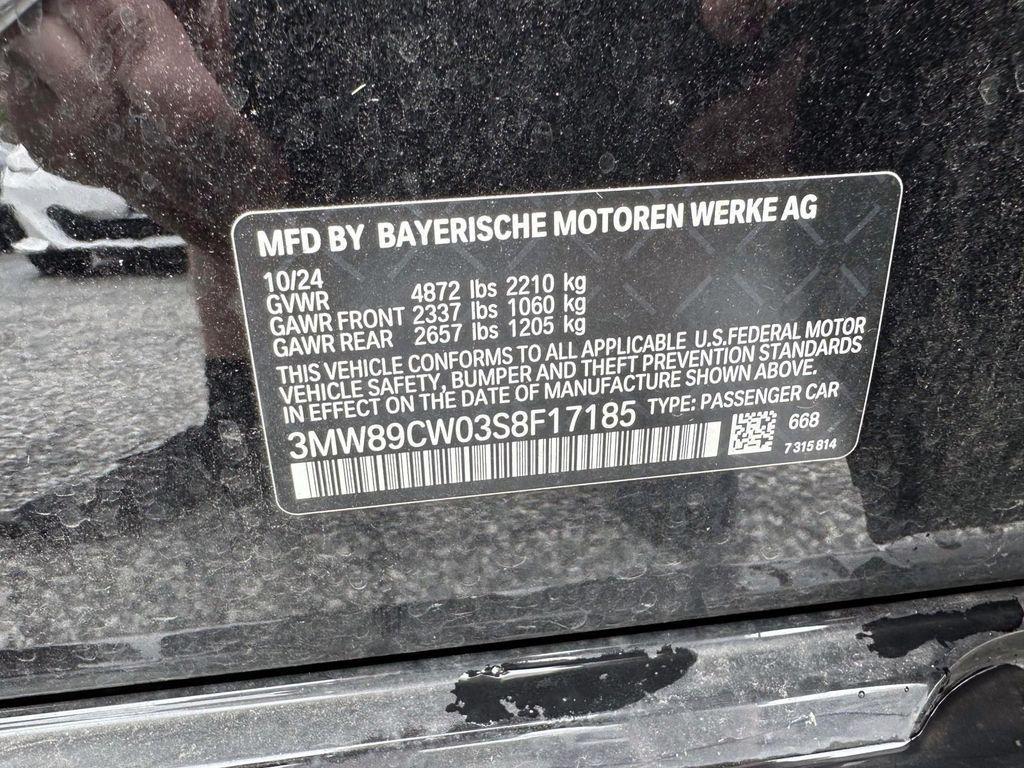 MFD BY BAYERISCHE MOTOREN WERKE AG
10/24
GVWR 4872 lbs 2210 kg
GAWR FRONT 2337 lbs 1060 kg
GAWR REAR 2657 lbs 1205 kg
THIS VEHICLE CONFORMS TO ALL APPLICABLE U.S.FEDERAL MOTOR
VEHICLE SAFETY, BUMPER AND THEFT PREVENTION STANDARDS
IN EFFECT ON THE DATE OF MANUFACTURE SHOWN ABOVE.
3MW89CW03S8F17185 TYPE: PASSENGER CAR
668
7 315 814